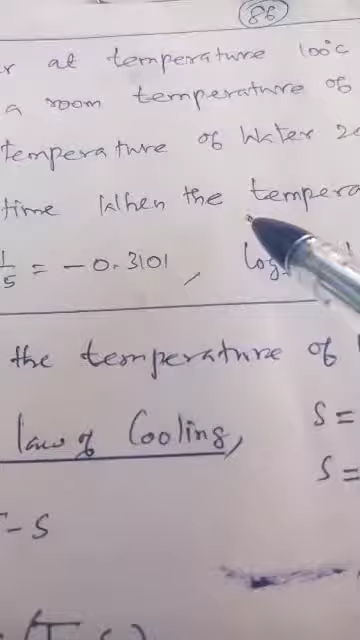 86
at temperature 100°c
a room temperature of
temperature of Water
time When the tempera
1/5 = -0.3101, log
the temperature of
law of Cooling,
S =
S =
- S